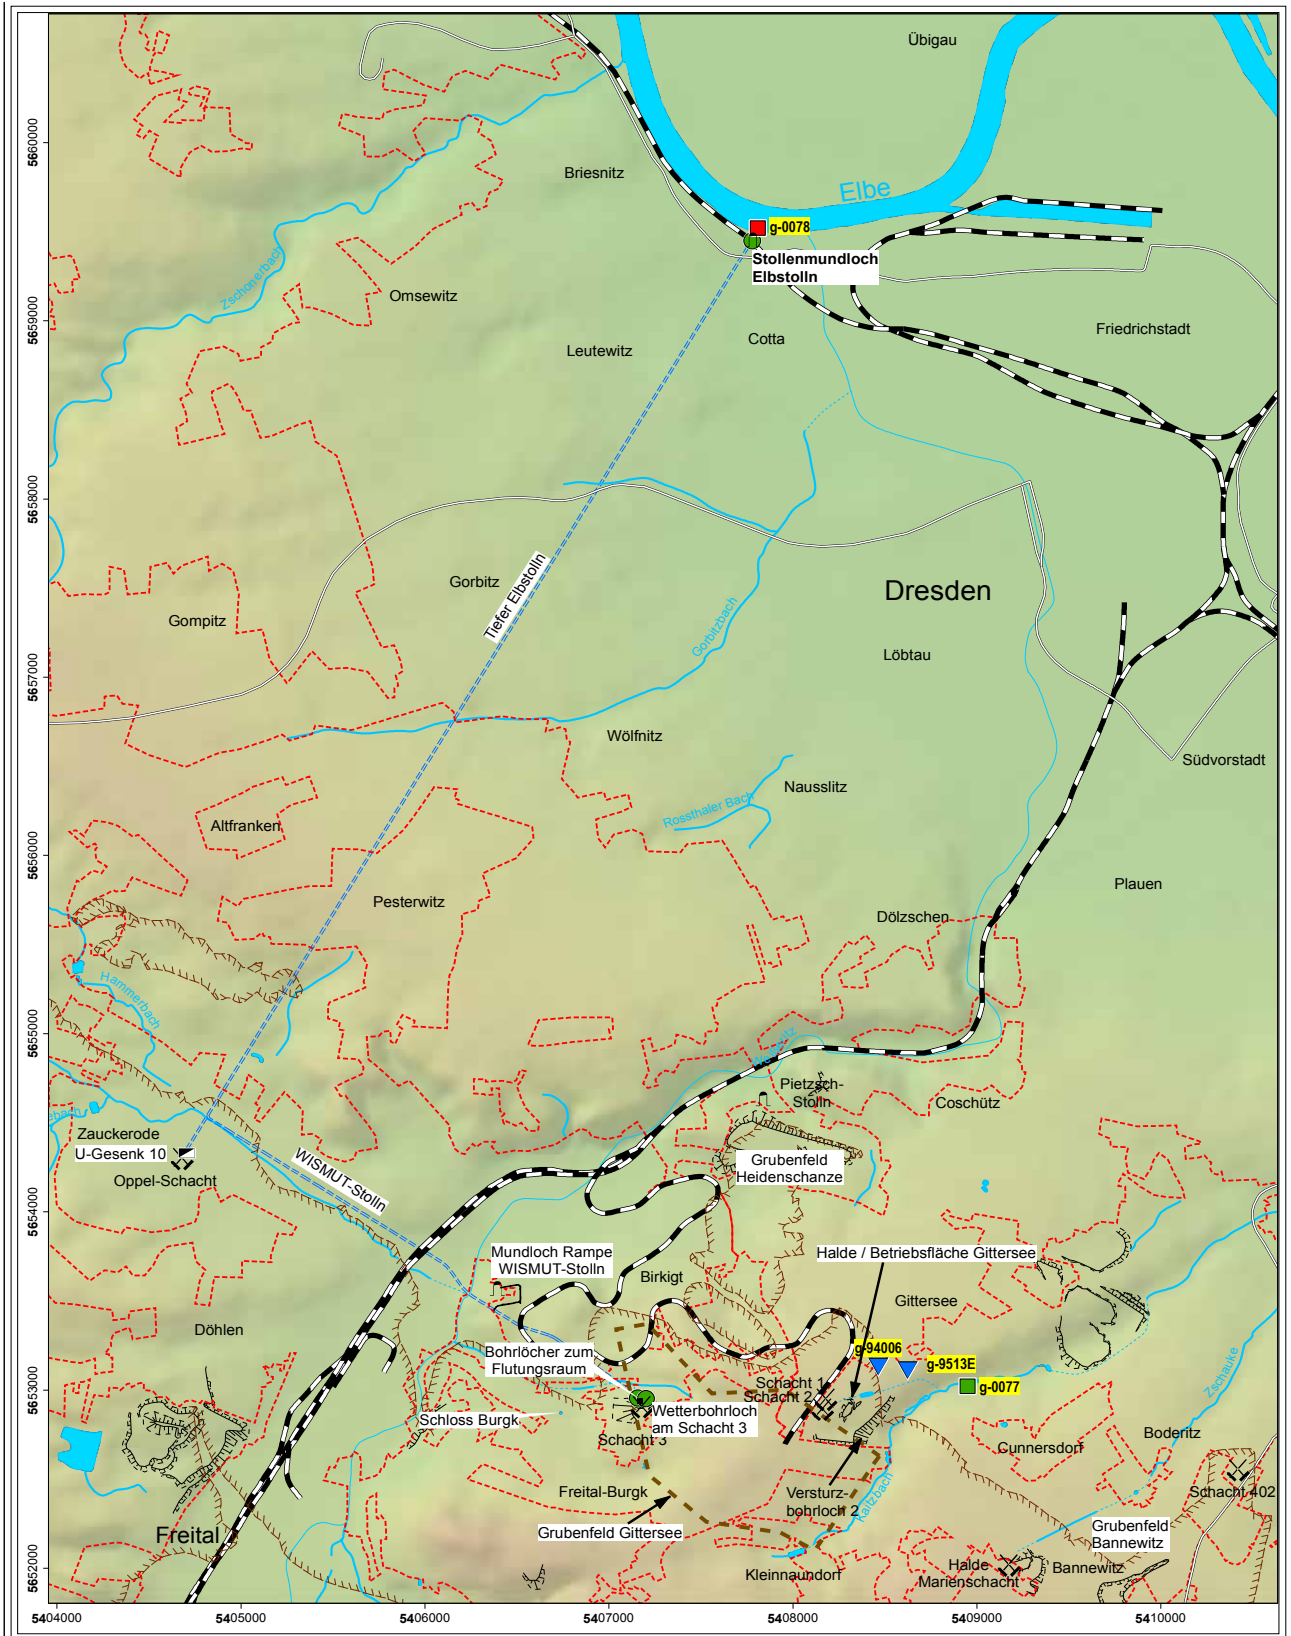 Übigau
5660000
Briesnitz
Elbe
g-0078
Stollenmundloch
Elbstolln
Zschonerbach
Omsewitz
5659000
Friedrichstadt
Cotta
Leutewitz
5658000
Tiefer Elbstolln
Gorbitz
Dresden
Gompitz
Gorbitzbach
Löbtau
5657000
Wölfnitz
Südvorstadt
Nausslitz
Rossthaler Bach
Altfranken
5656000
Plauen
Pesterwitz
Dölzschen
Hammerbach
5655000
Pietzsch-
Stolln
Coschütz
Zauckerode
U-Gesenk 10
Oppel-Schacht
WISMUT-Stolln
Grubenfeld
Heidenschanze
5654000
Mundloch Rampe
WISMUT-Stolln
Halde / Betriebsfläche Gittersee
Birkigt
Gittersee
Döhlen
Bohrlöcher zum
Flutungsraum
g-94006
g-9513E
g-0077
Zschauke
5653000
Schacht 1
Schacht 2
Schloss Burgk
Wetterbohrloch
am Schacht 3
Schacht 3
Boderitz
Cunnersdorf
Freital-Burgk
Versturz-
bohrloch 2
Kaitzbach
Schacht 402
Grubenfeld Gittersee
Freital
Grubenfeld
Bannewitz
5652000
Kleinnaundorf
Halde
Marienschacht
Bannewitz
5404000
5405000
5406000
5407000
5408000
5409000
5410000